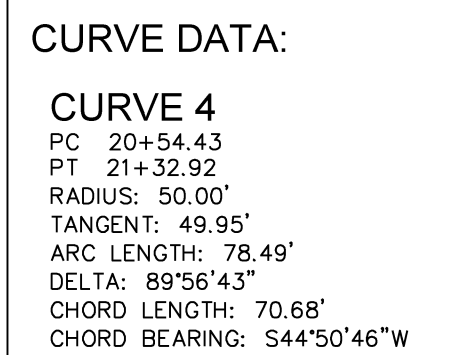 CURVE DATA:
CURVE 4
PC 20+54.43
PT 21+32.92
RADIUS: 50.00'
TANGENT: 49.95'
ARC LENGTH: 78.49'
DELTA: 89°56'43"
CHORD LENGTH: 70.68'
CHORD BEARING: S44°50'46"W